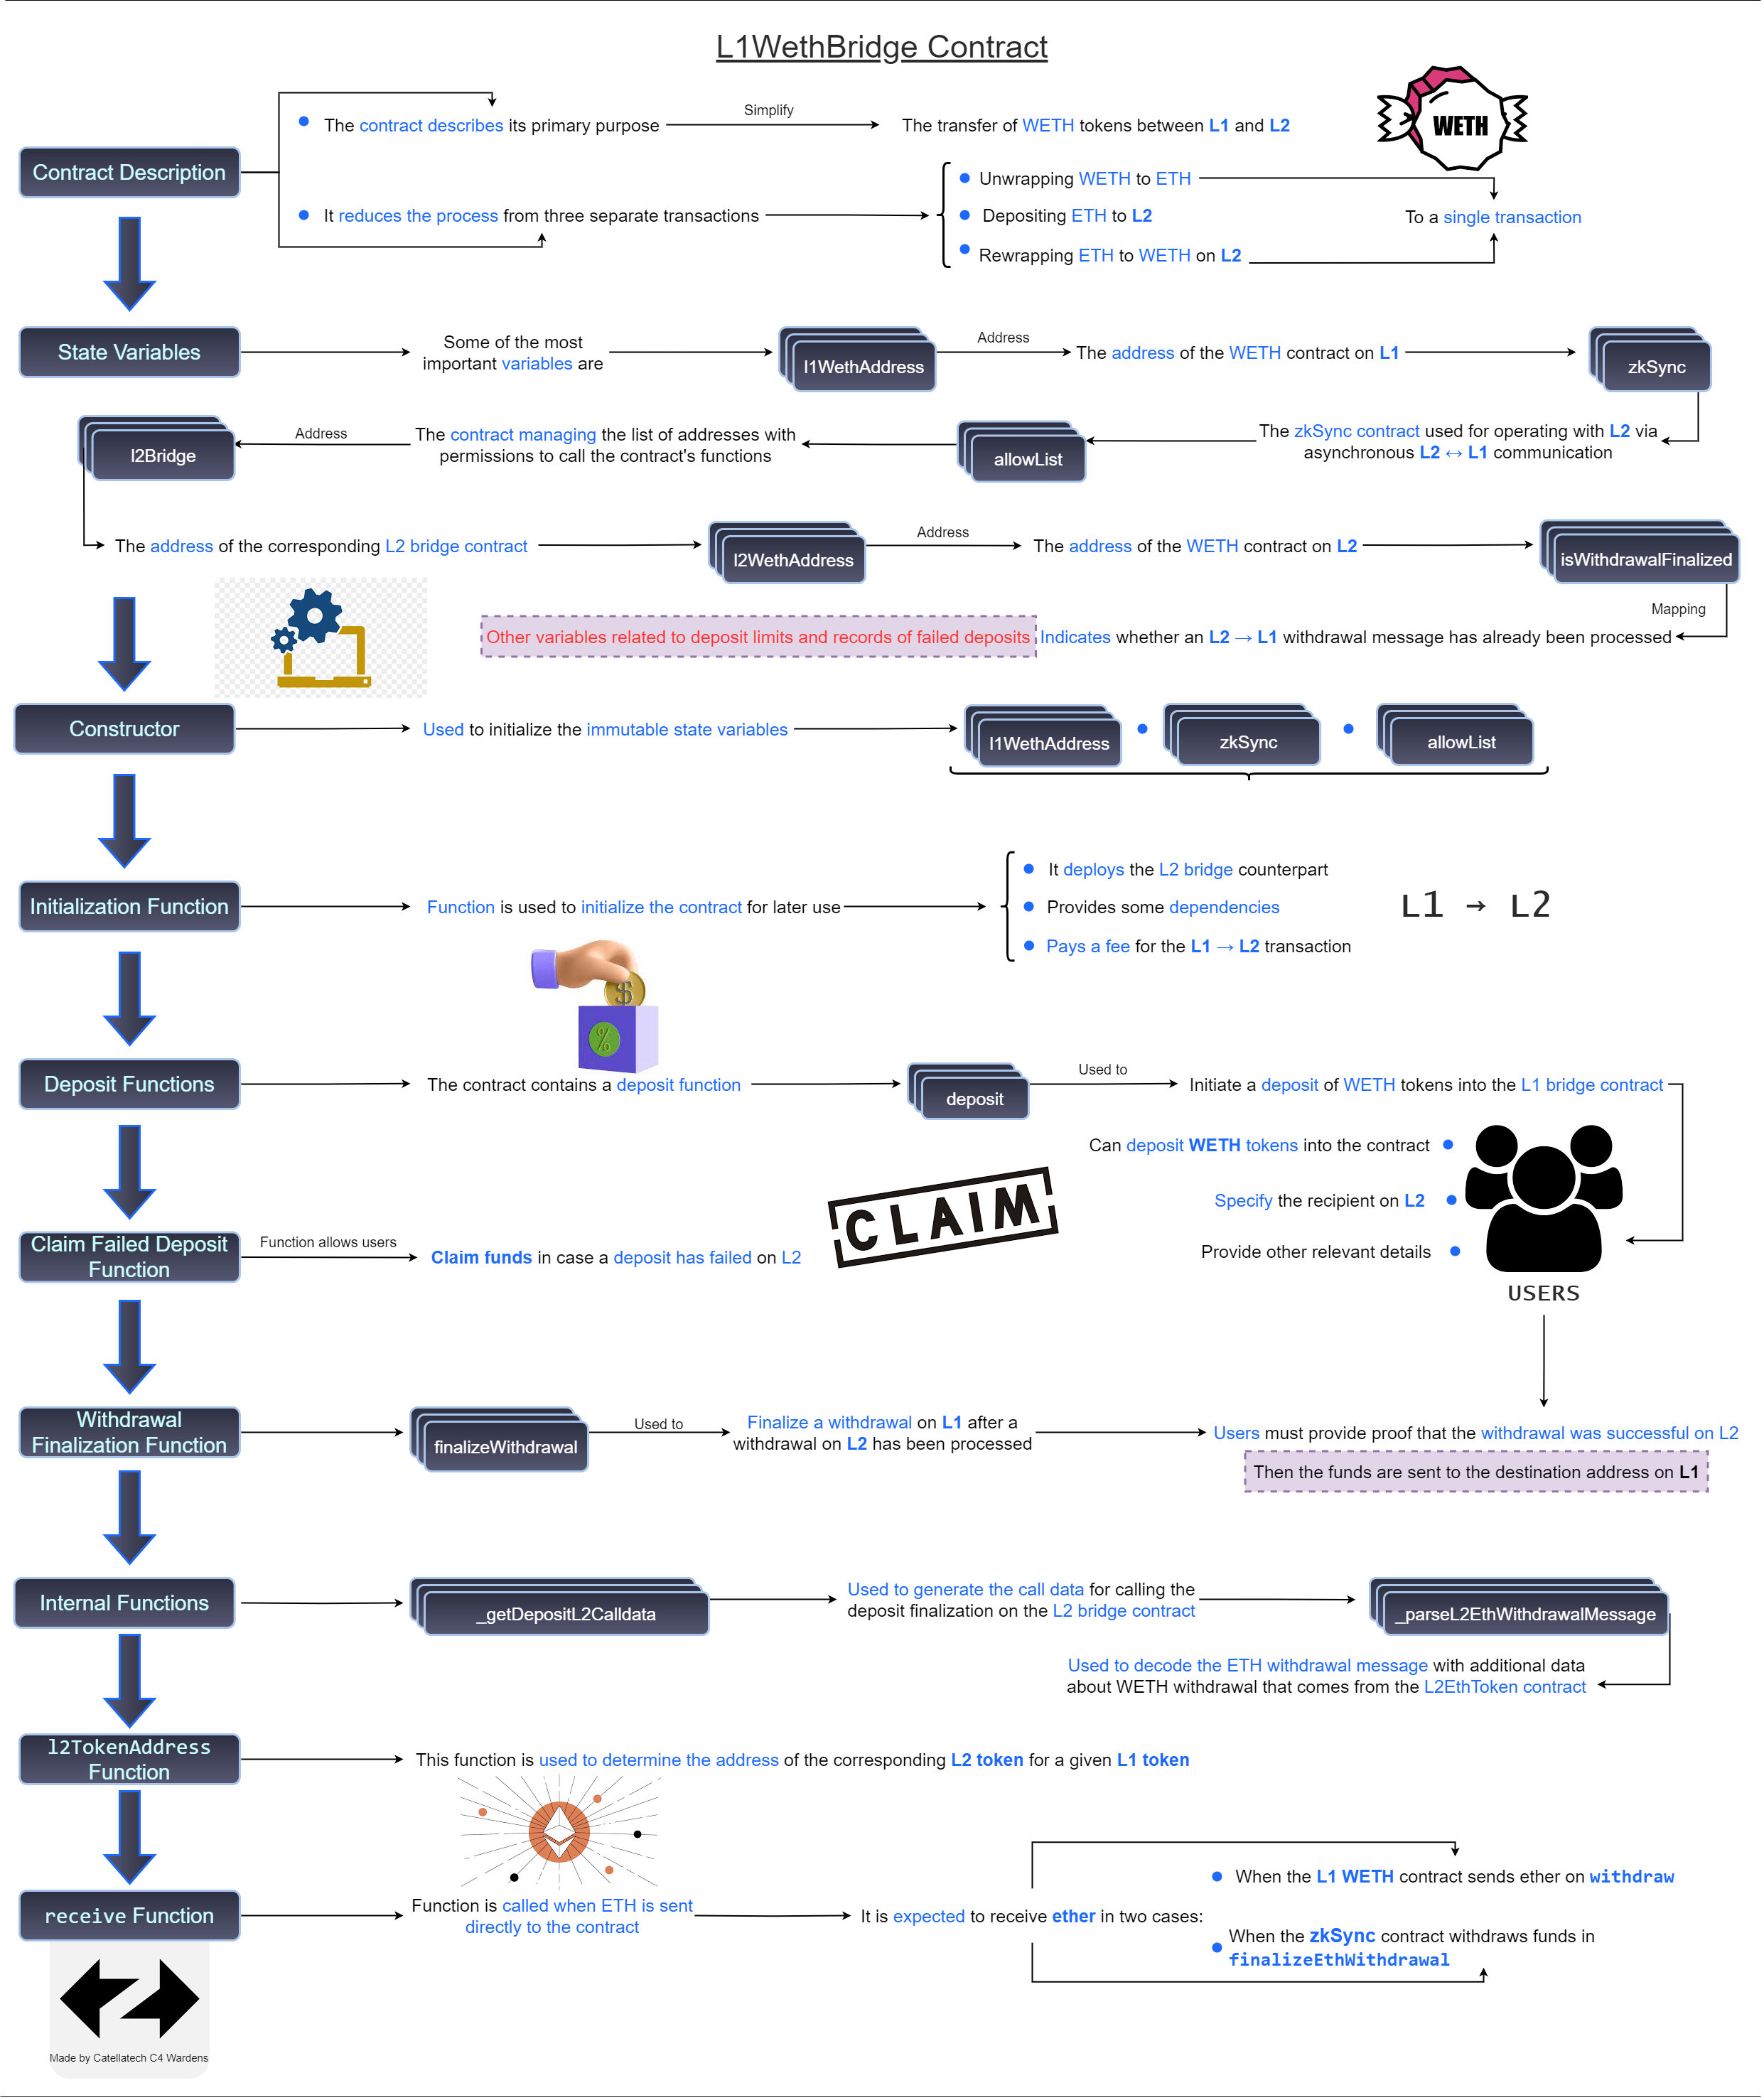 L1WethBridge Contract
Contract Description
The contract describes its primary purpose
Simplify
The transfer of WETH tokens between L1 and L2
WETH
It reduces the process from three separate transactions
Unwrapping WETH to ETH
Depositing ETH to L2
Rewrapping ETH to WETH on L2
To a single transaction
State Variables
Some of the most
important variables are
l1WethAddress
Address
The address of the WETH contract on L1
zkSync
The zkSync contract used for operating with L2 via
asynchronous L2 ↔ L1 communication
allowList
The contract managing the list of addresses with
permissions to call the contract's functions
Address
l2Bridge
The address of the corresponding L2 bridge contract
l2WethAddress
Address
The address of the WETH contract on L2
isWithdrawalFinalized
Mapping
Indicates whether an L2 → L1 withdrawal message has already been processed
Other variables related to deposit limits and records of failed deposits
Constructor
Used to initialize the immutable state variables
l1WethAddress
zkSync
allowList
Initialization Function
Function is used to initialize the contract for later use
It deploys the L2 bridge counterpart
Provides some dependencies
Pays a fee for the L1 → L2 transaction
L1 → L2
$
%
Deposit Functions
The contract contains a deposit function
deposit
Used to
Initiate a deposit of WETH tokens into the L1 bridge contract
Can deposit WETH tokens into the contract
Specify the recipient on L2
Provide other relevant details
USERS
Claim Failed Deposit
Function
Function allows users
Claim funds in case a deposit has failed on L2
CLAIM
Withdrawal
Finalization Function
finalizeWithdrawal
Used to
Finalize a withdrawal on L1 after a
withdrawal on L2 has been processed
Users must provide proof that the withdrawal was successful on L2
Then the funds are sent to the destination address on L1
Internal Functions
_getDepositL2Calldata
Used to generate the call data for calling the
deposit finalization on the L2 bridge contract
_parseL2EthWithdrawalMessage
Used to decode the ETH withdrawal message with additional data
about WETH withdrawal that comes from the L2EthToken contract
l2TokenAddress
Function
This function is used to determine the address of the corresponding L2 token for a given L1 token
receive Function
Function is called when ETH is sent
directly to the contract
It is expected to receive ether in two cases:
When the L1 WETH contract sends ether on withdraw
When the zkSync contract withdraws funds in
finalizeEthWithdrawal
Made by Catellatech C4 Wardens